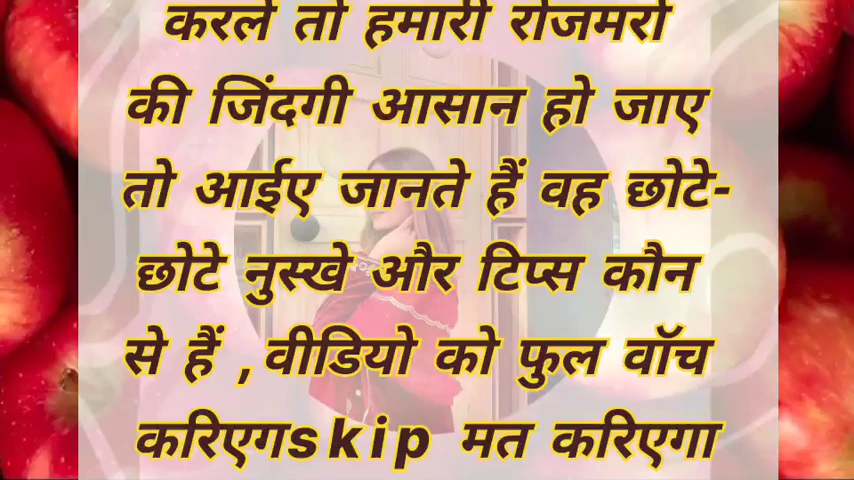 करले तो हमारी रोजमर्रा
की जिंदगी आसान हो जाए
तो आईए जानते हैं वह छोटे-
छोटे नुस्खे और टिप्स कौन
से हैं ,वीडियो को फुल वॉच
करिएगskip मत करिएगा